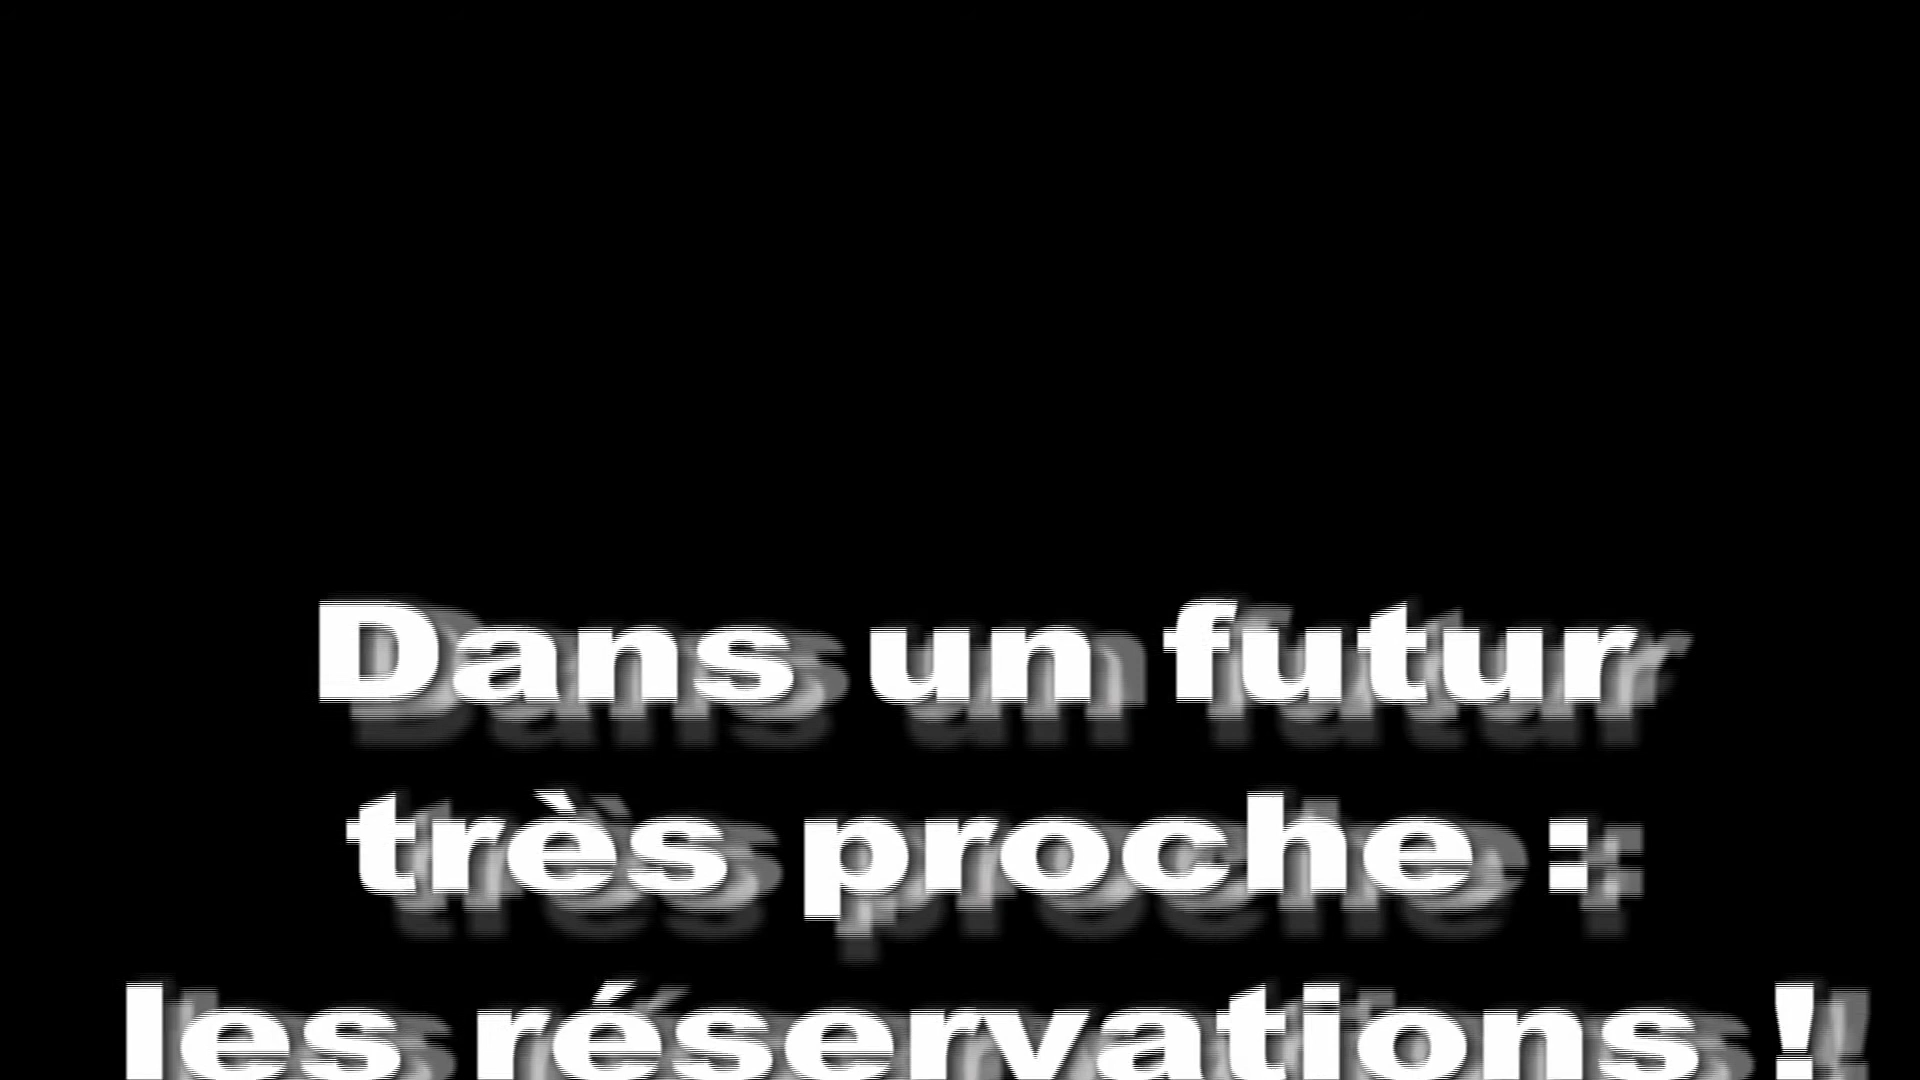 Dans un futur
très proche :
les réservations !